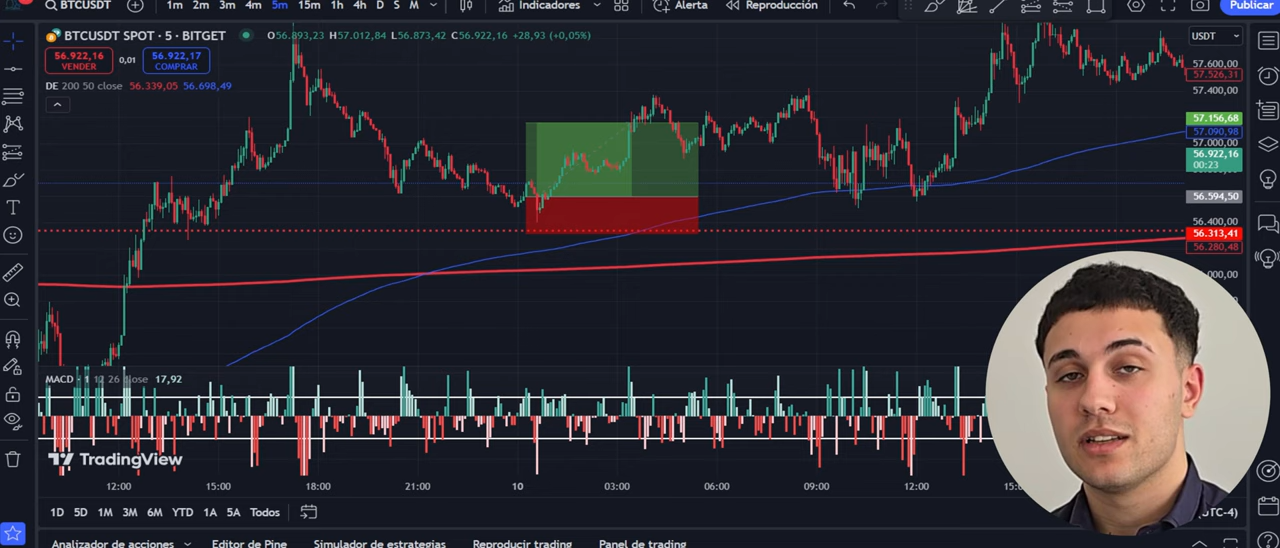 BTCUSDT
1m 2m 3m 4m 5m 15m 1h 4h D S M
Indicadores
Alerta
Reproducción
Publicar
BTCUSDT SPOT · 5 · BITGET
O56.893,23 H57.012,84 L56.873,42 C56.922,16 +28,93 (+0,05%)
56.922,16
VENDER
0,01
56.922,17
COMPRAR
DE 200 50 close 56.339,05 56.698,49
USDT
57.600,00
57.526,31
57.400,00
57.156,68
57.090,98
57.000,00
56.922,16
00:23
56.594,50
56.400,00
56.313,41
56.280,48
MACD 1 12 26 close 17,92
TradingView
12:00 15:00 18:00 21:00 10 03:00 06:00 09:00 12:00
1D 5D 1M 3M 6M YTD 1A 5A Todos
(UTC-4)
Analizador de acciones
Editor de Pine
Simulador de estrategias
Reproducir trading
Panel de trading